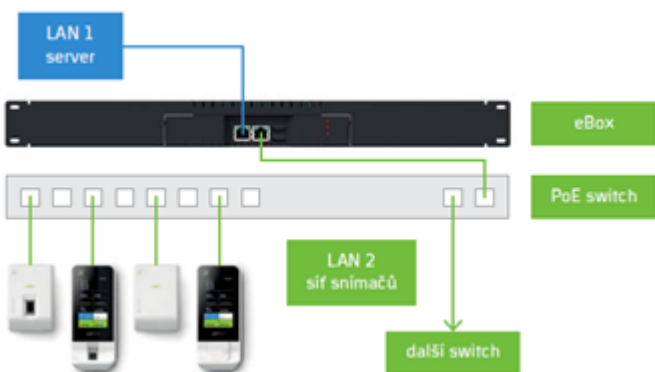 LAN 1
server
eBox
PoE switch
LAN 2
síť snímačů
další switch